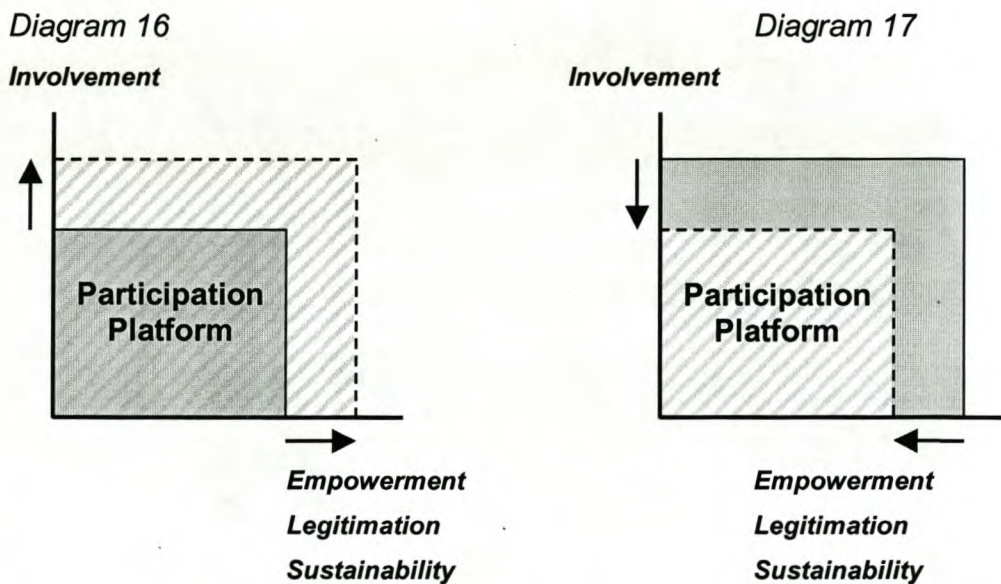 Diagram 16
Involvement
Participation
Platform
Empowerment
Legitimation
Sustainability
Diagram 17
Involvement
Participation
Platform
Empowerment
Legitimation
Sustainability